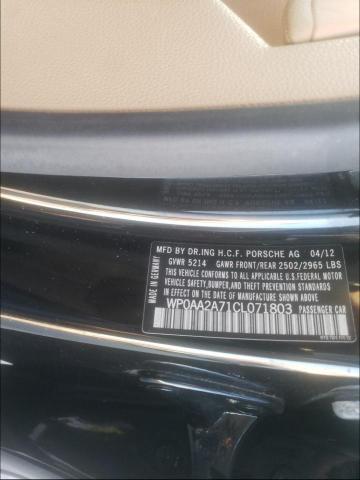 MFD BY DR.ING H.C.F. PORSCHE AG 04/12
GVWR 5214 GAWR FRONT/REAR 2502/2965 LBS
THIS VEHICLE CONFORMS TO ALL APPLICABLE
U.S.FEDERAL MOTOR
VEHICLE SAFETY,BUMPER,AND
THEFT PREVENTION STANDARDS
IN EFFECT ON THE DATE OF
MANUFACTURE SHOWN ABOVE.
WP0AA2A71CL071803 PASSENGER CAR
MADE IN GERMANY